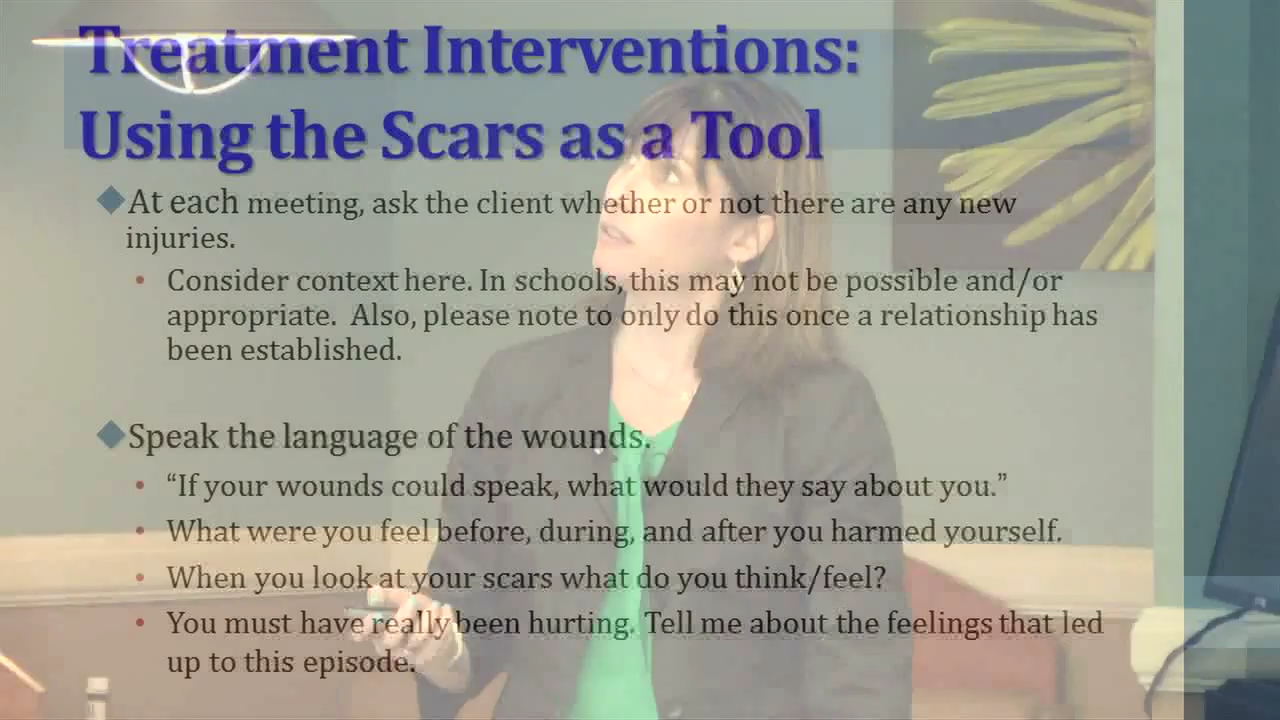 Treatment Interventions:
Using the Scars as a Tool
At each meeting, ask the client whether or not there are any new
injuries.
Consider context here. In schools, this may not be possible and/or
appropriate. Also, please note to only do this once a relationship has
been established.
Speak the language of the wounds.
“If your wounds could speak, what would they say about you.”
What were you feel before, during, and after you harmed yourself.
When you look at your scars what do you think/feel?
You must have really been hurting. Tell me about the feelings that led
up to this episode.